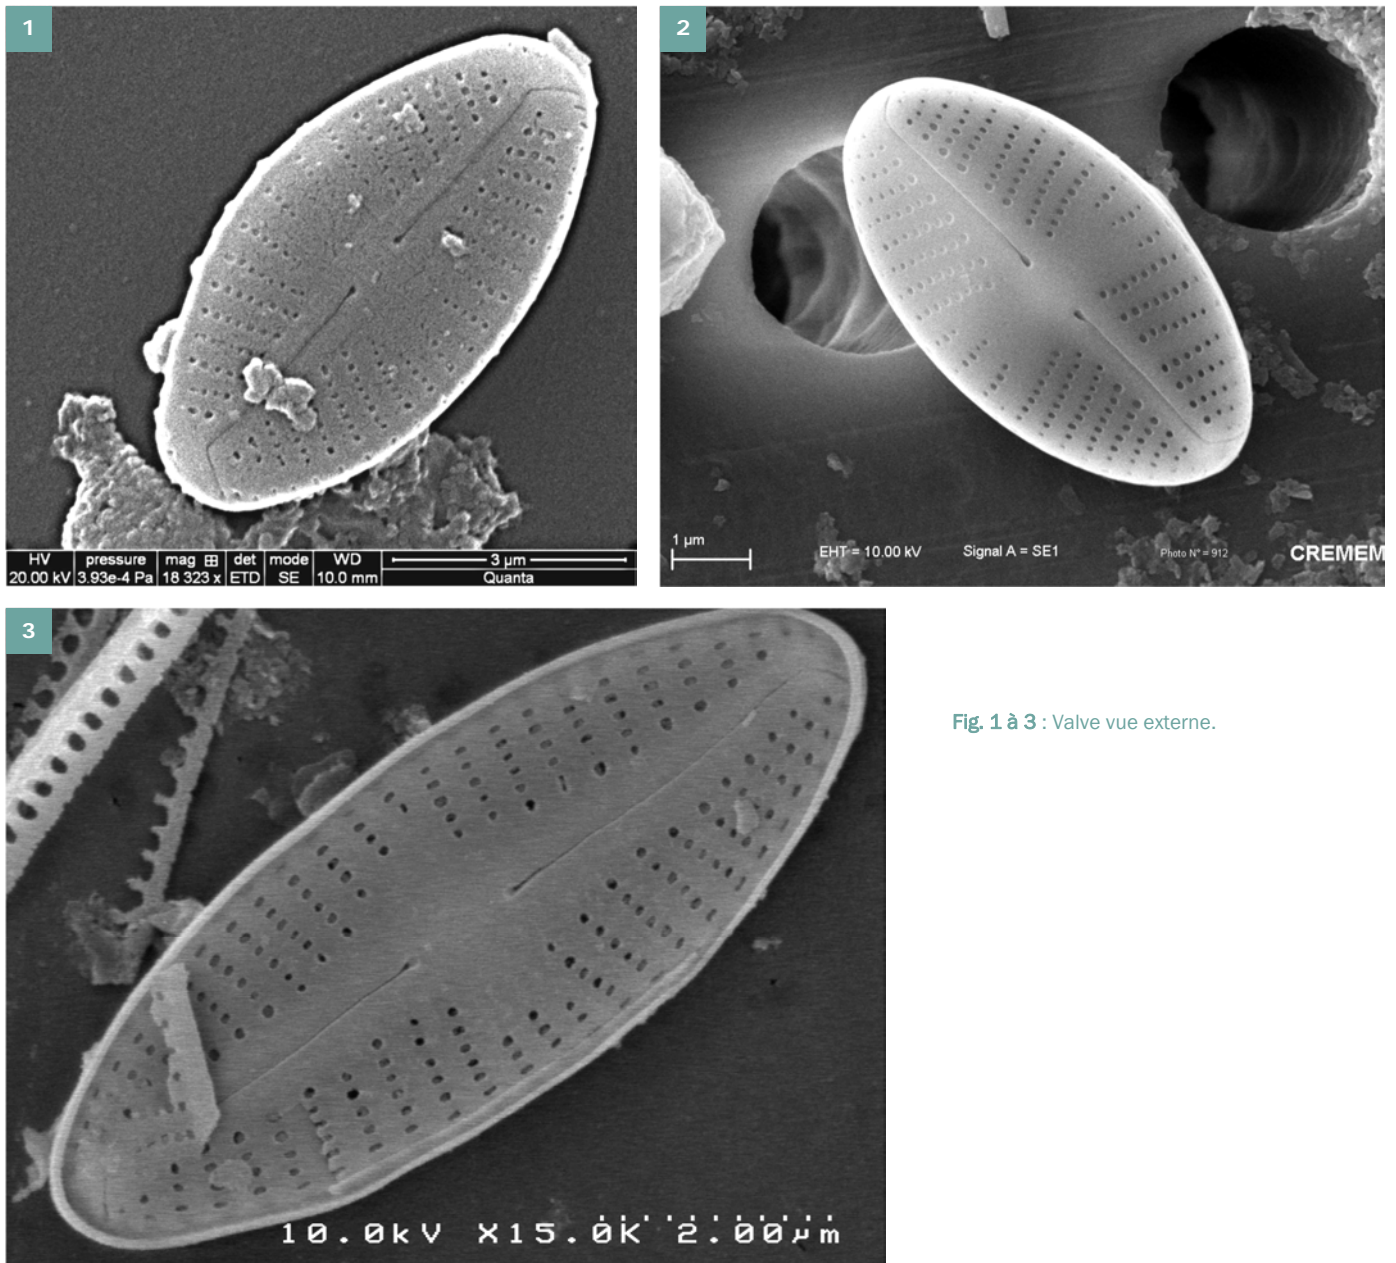 1
HV pressure mag ⊞ det mode WD 3 µm
20.00 kV 3.93e-4 Pa 18 323 x ETD SE 10.0 mm Quanta
2
1 µm
EHT = 10.00 kV Signal A = SE1 Photo N° = 912 CREMEM
3
10.0kV X15.0K 2.00µm
Fig. 1 à 3 : Valve vue externe.